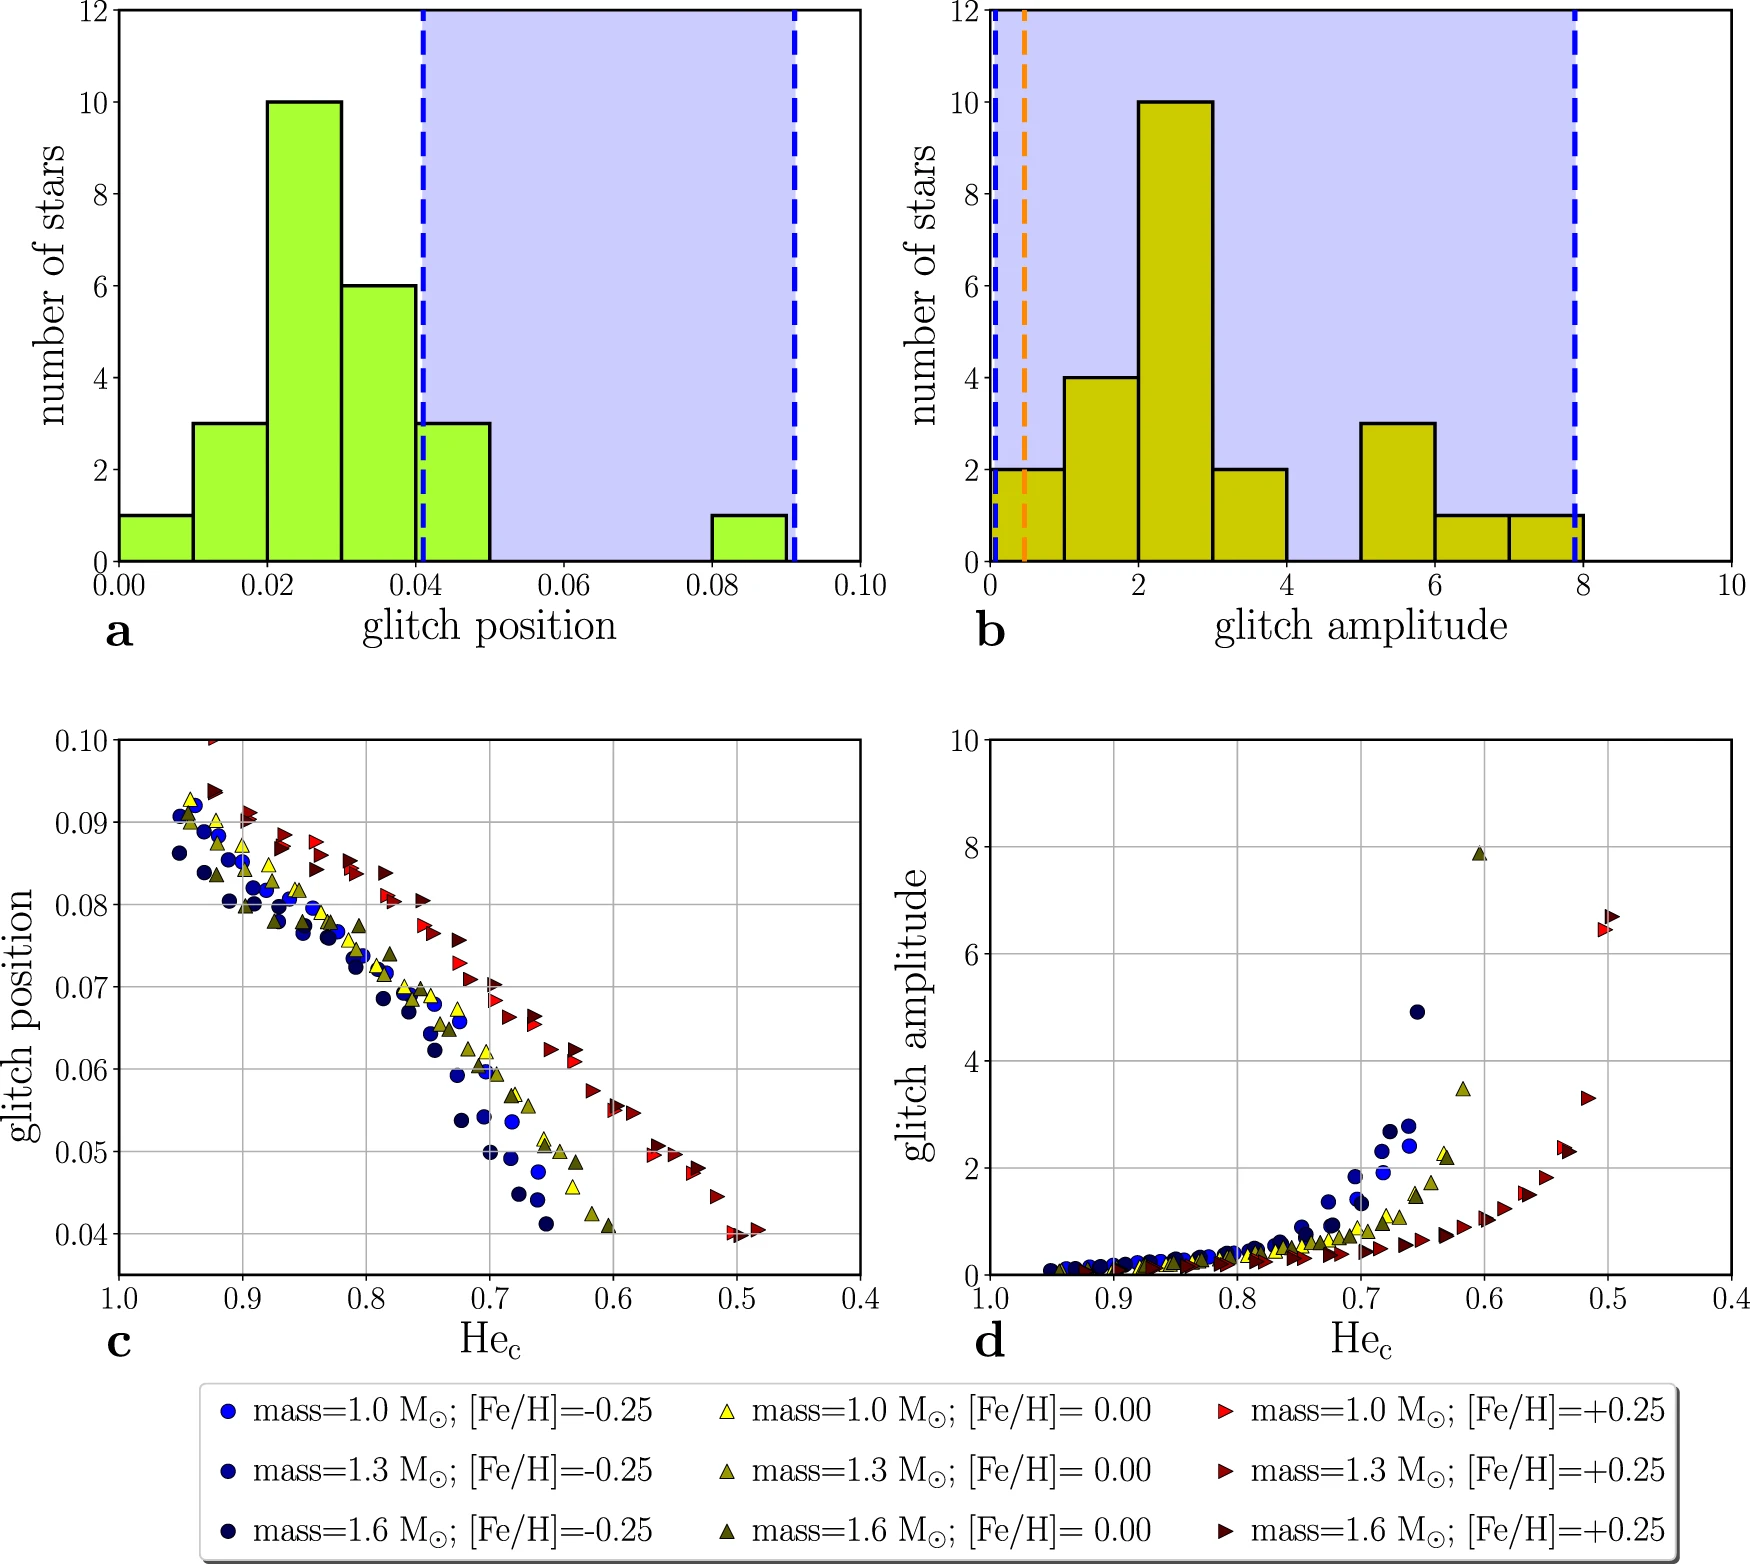 12
10
8
6
4
2
0
number of stars
0.00 0.02 0.04 0.06 0.08 0.10
glitch position
a
12
10
8
6
4
2
0
number of stars
0 2 4 6 8 10
glitch amplitude
b
0.10
0.09
0.08
0.07
0.06
0.05
0.04
glitch position
1.0 0.9 0.8 0.7 0.6 0.5 0.4
He_c
c
10
8
6
4
2
0
glitch amplitude
1.0 0.9 0.8 0.7 0.6 0.5 0.4
He_c
d
mass=1.0 M⊙; [Fe/H]=-0.25 mass=1.0 M⊙; [Fe/H]= 0.00 mass=1.0 M⊙; [Fe/H]=+0.25
mass=1.3 M⊙; [Fe/H]=-0.25 mass=1.3 M⊙; [Fe/H]= 0.00 mass=1.3 M⊙; [Fe/H]=+0.25
mass=1.6 M⊙; [Fe/H]=-0.25 mass=1.6 M⊙; [Fe/H]= 0.00 mass=1.6 M⊙; [Fe/H]=+0.25